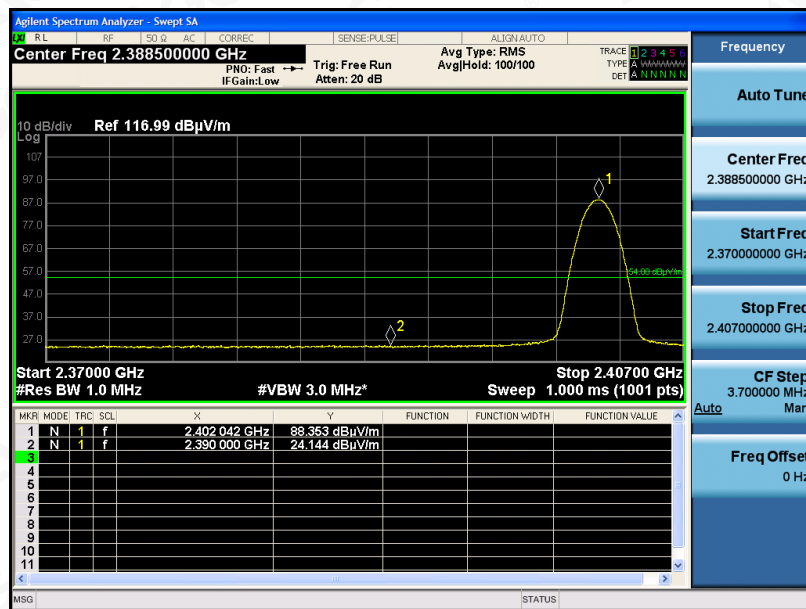 Agilent Spectrum Analyzer - Swept SA
LXI RL RF 50 Ω AC CORREC SENSE:PULSE ALIGN AUTO
Center Freq 2.388500000 GHz
PNO: Fast
IFGain:Low
Trig: Free Run
Atten: 20 dB
Avg Type: RMS
Avg|Hold: 100/100
TRACE 1 2 3 4 5 6
TYPE A WWWWW
DET A N N N N N
10 dB/div Ref 116.99 dBµV/m
Log
107
97.0
87.0
77.0
67.0
57.0
47.0
37.0
27.0
1
54.00 dBµV/m
2
Start 2.37000 GHz Stop 2.40700 GHz
#Res BW 1.0 MHz #VBW 3.0 MHz* Sweep 1.000 ms (1001 pts)
MKR MODE TRC SCL X Y FUNCTION FUNCTION WIDTH FUNCTION VALUE
1 N 1 f 2.402 042 GHz 88.353 dBµV/m
2 N 1 f 2.390 000 GHz 24.144 dBµV/m
3
4
5
6
7
8
9
10
11
MSG STATUS
Frequency
Auto Tune
Center Freq
2.388500000 GHz
Start Freq
2.370000000 GHz
Stop Freq
2.407000000 GHz
CF Step
3.700000 MHz
Auto Man
Freq Offset
0 Hz